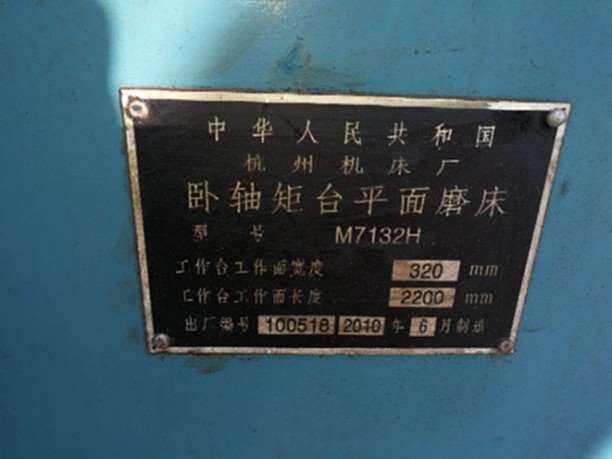 中华人民共和国
杭州机床厂
卧轴矩台平面磨床
型号 M7132H
工作台工作面宽度 320 mm
工作台工作面长度 2200 mm
出厂编号 100518 2010 年 6 月制造